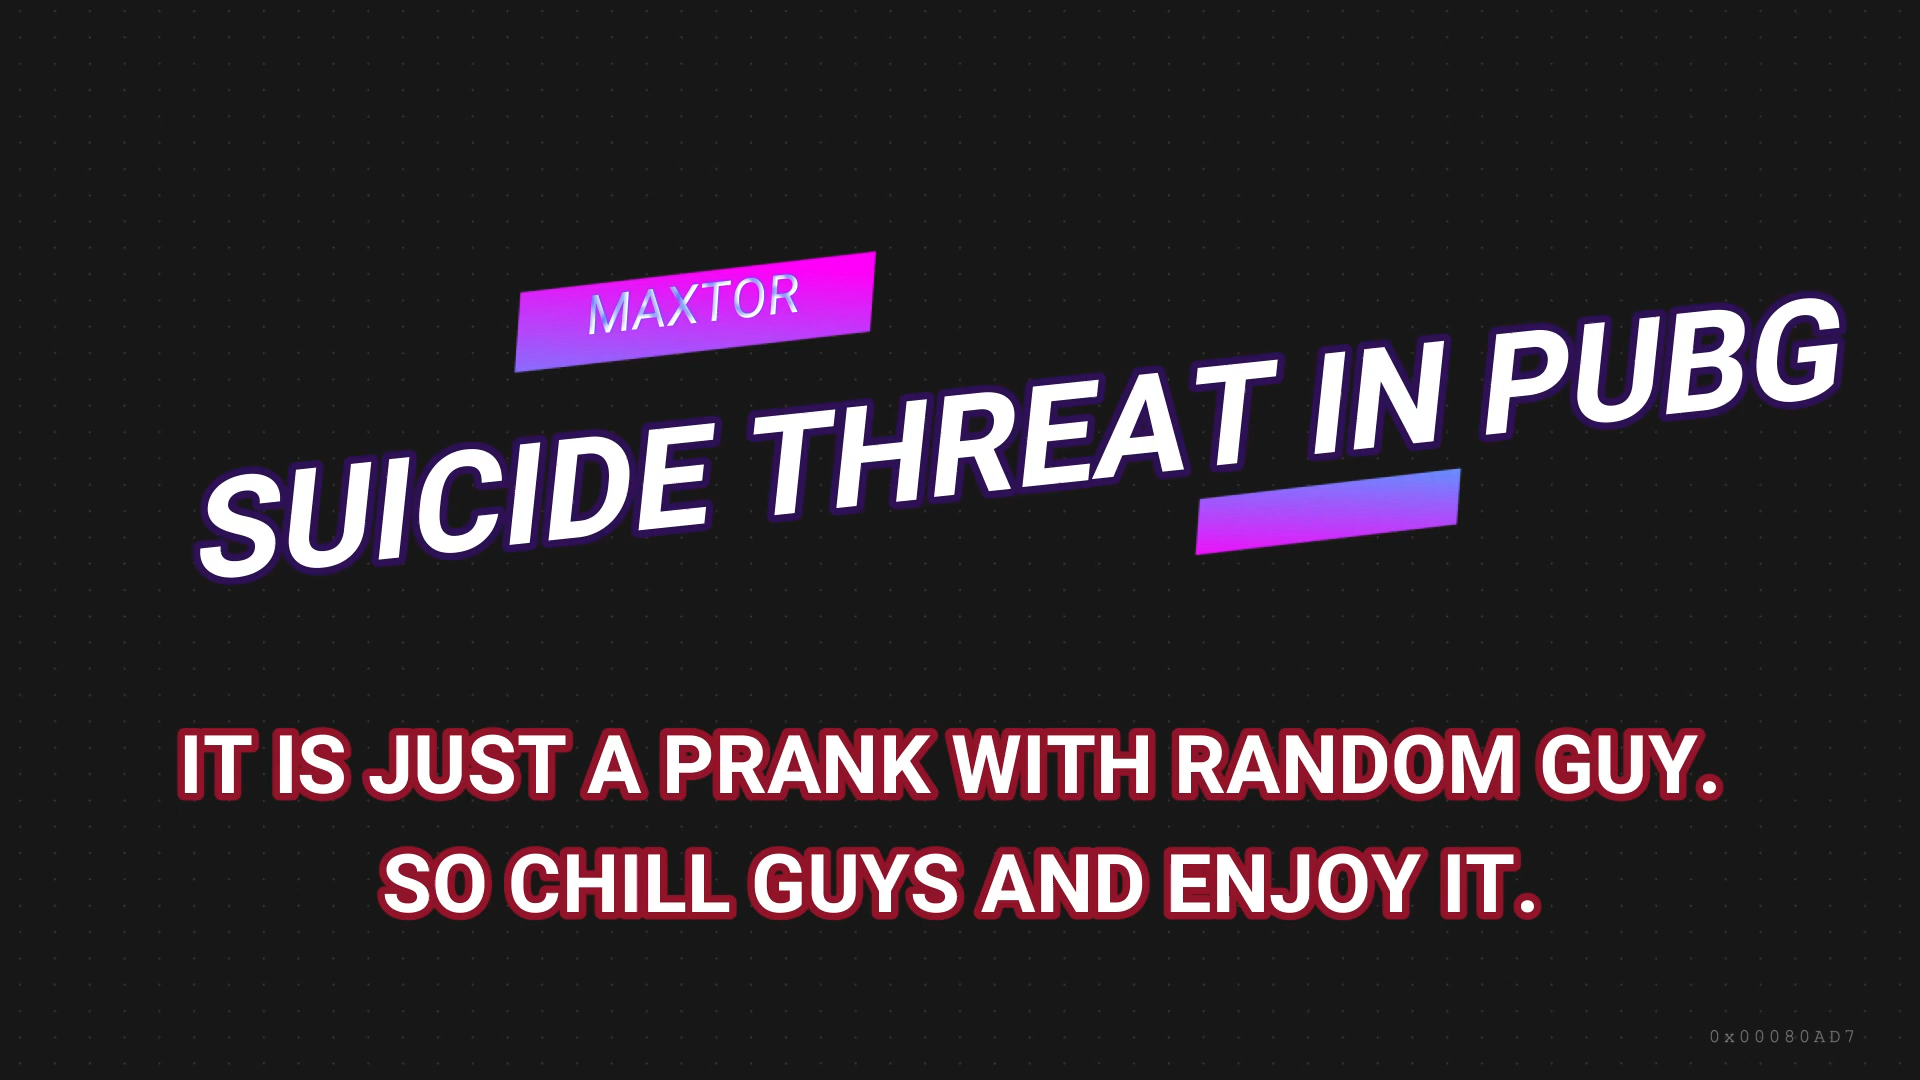 MAXTOR
SUICIDE THREAT IN PUBG
IT IS JUST A PRANK WITH RANDOM GUY.
SO CHILL GUYS AND ENJOY IT.
0x00080AD7